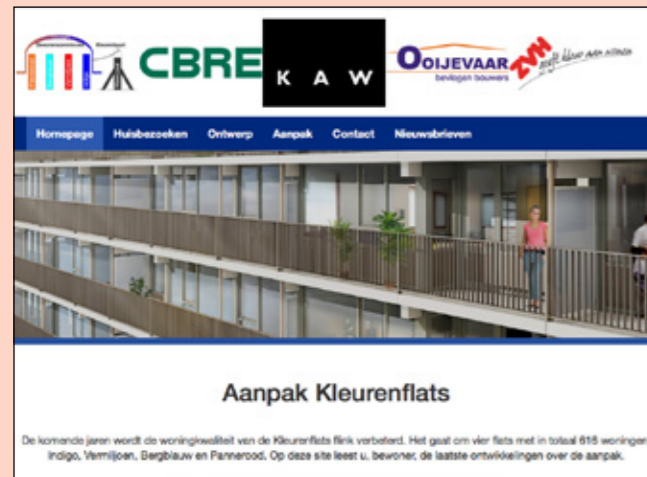 CBRE
K A W
OOIJEVAAR
bevlogen bouwers
ZVH
Homepage Huisbezoeken Ontwerp Aanpak Contact Nieuwsbrieven
Aanpak Kleurenflats
De komende jaren wordt de woningkwaliteit van de Kleurenflats flink verbeterd. Het gaat om vier flats met in totaal 616 woningen
Indigo, Vermiljoen, Bergblauw en Pannerood. Op deze site leest u, bewoner, de laatste ontwikkelingen over de aanpak.